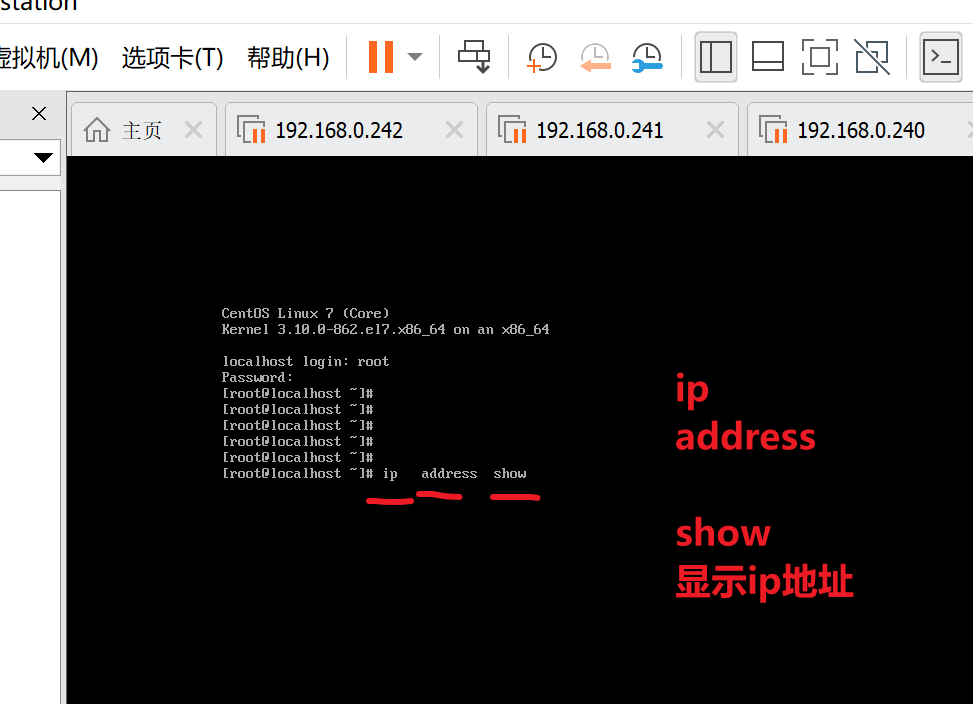 station
虚拟机(M) 选项卡(T) 帮助(H)
主页 192.168.0.242 192.168.0.241 192.168.0.240
CentOS Linux 7 (Core)
Kernel 3.10.0-862.el7.x86_64 on an x86_64
localhost login: root
Password:
[root@localhost ~]#
[root@localhost ~]#
[root@localhost ~]#
[root@localhost ~]#
[root@localhost ~]#
[root@localhost ~]# ip address show
ip
address
show
显示ip地址